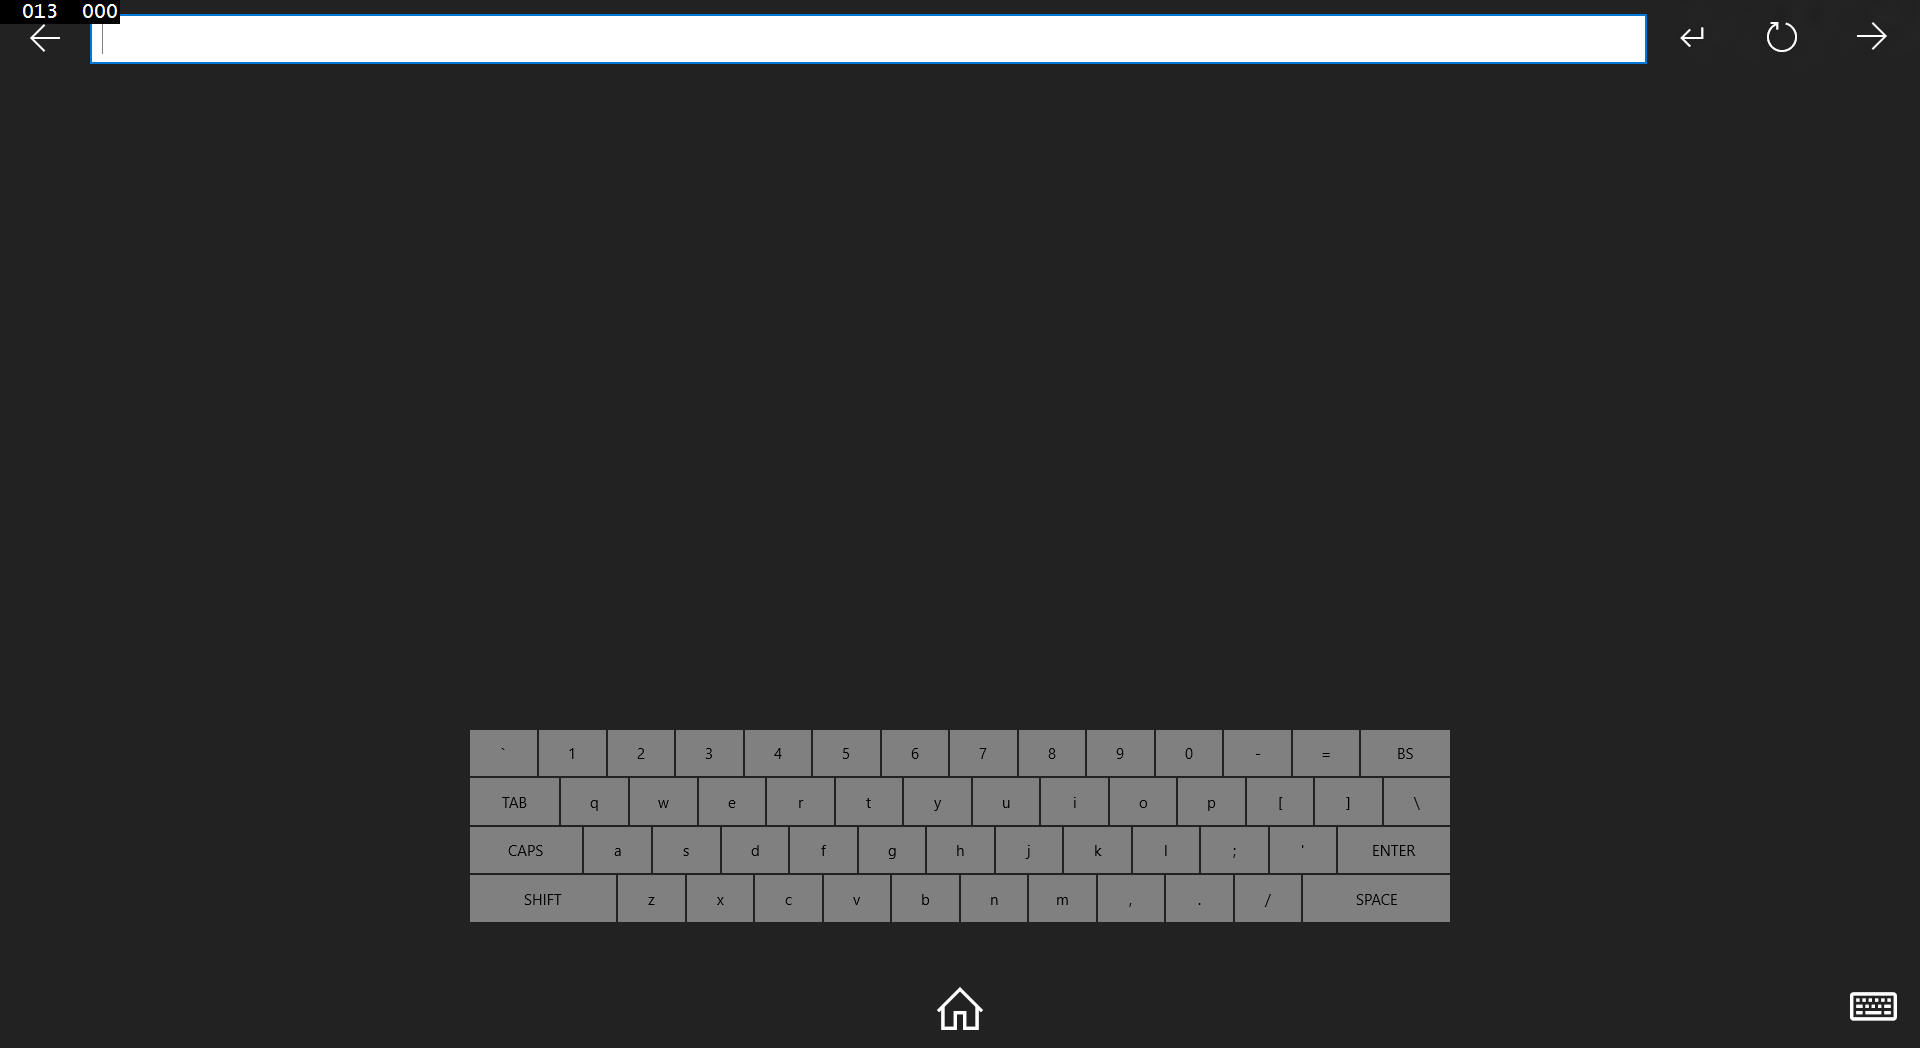 013 000
` 1 2 3 4 5 6 7 8 9 0 - = BS
TAB q w e r t y u i o p [ ] \
CAPS a s d f g h j k l ; ' ENTER
SHIFT z x c v b n m , . / SPACE